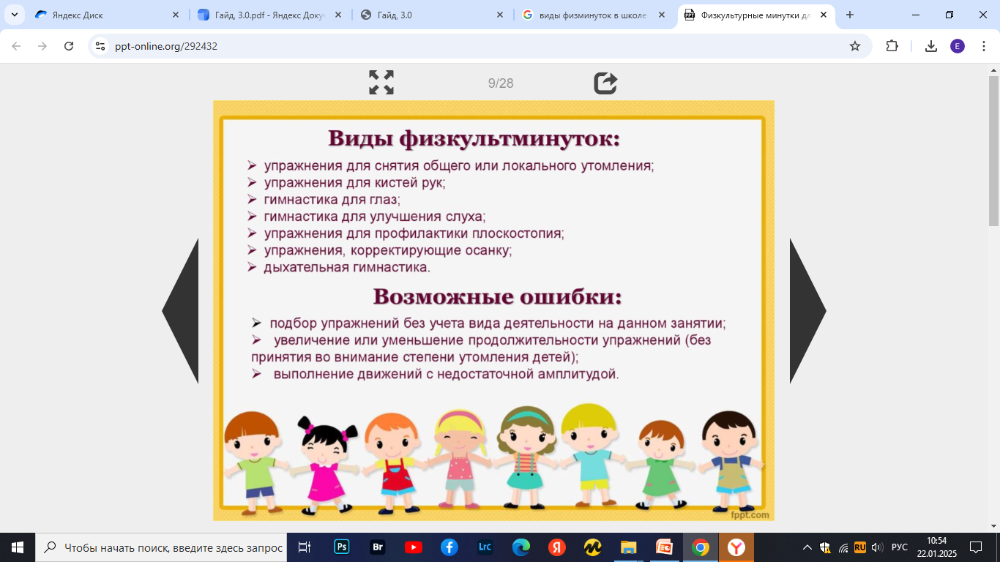 Яндекс Диск
Гайд, 3.0.pdf - Яндекс Доку
Гайд, 3.0
виды физминуток в школе
Физкультурные минутки дл
ppt-online.org/292432
E
9/28
Виды физкультминуток:
упражнения для снятия общего или локального утомления;
упражнения для кистей рук;
гимнастика для глаз;
гимнастика для улучшения слуха;
упражнения для профилактики плоскостопия;
упражнения, корректирующие осанку;
дыхательная гимнастика.
Возможные ошибки:
подбор упражнений без учета вида деятельности на данном занятии;
увеличение или уменьшение продолжительности упражнений (без
принятия во внимание степени утомления детей);
выполнение движений с недостаточной амплитудой.
fppt.com
Чтобы начать поиск, введите здесь запрос
Ps
Br
Lrc
Я
RU
РУС
10:54
22.01.2025